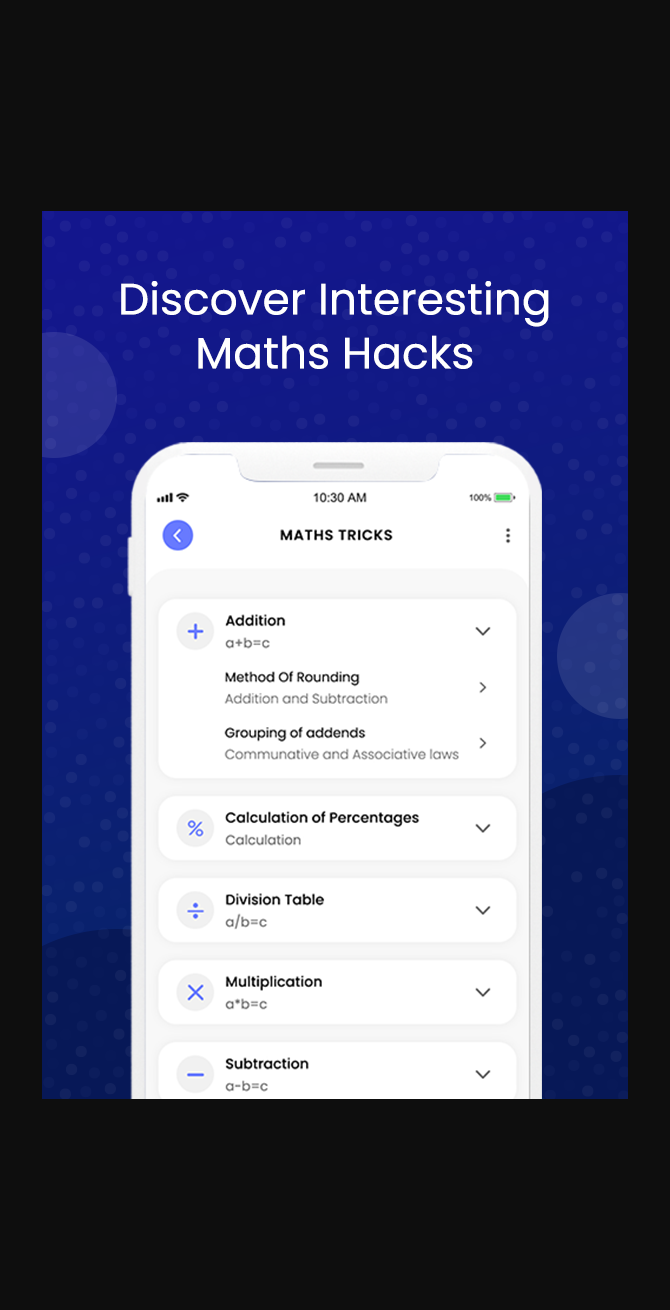 Discover Interesting
Maths Hacks
10:30 AM
100%
MATHS TRICKS
Addition
a+b=c
Method Of Rounding
Addition and Subtraction
Grouping of addends
Communative and Associative laws
Calculation of Percentages
Calculation
Division Table
a/b=c
Multiplication
a*b=c
Subtraction
a-b=c